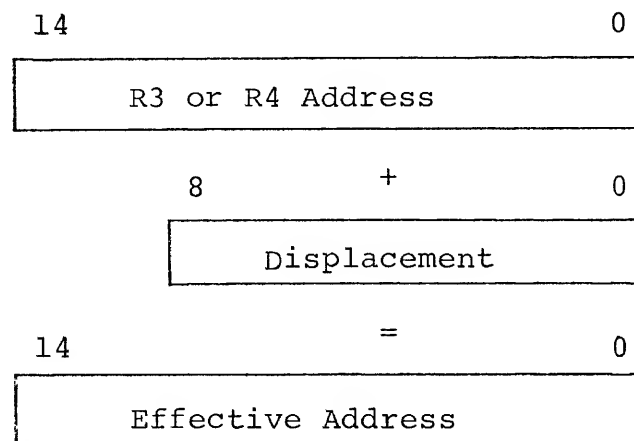 14 0
R3 or R4 Address
8 + 0
Displacement
14 = 0
Effective Address